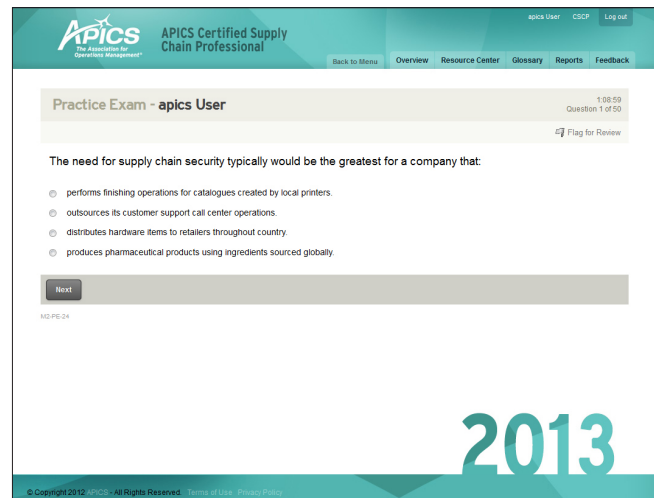 apics User CSCP Log out
APICS
The Association for
Operations Management®
APICS Certified Supply
Chain Professional
Back to Menu Overview Resource Center Glossary Reports Feedback
Practice Exam - apics User
1:08:59
Question 1 of 50
Flag for Review
The need for supply chain security typically would be the greatest for a company that:
performs finishing operations for catalogues created by local printers.
outsources its customer support call center operations.
distributes hardware items to retailers throughout country.
produces pharmaceutical products using ingredients sourced globally.
Next
M2-PE-24
2013
© Copyright 2012 APICS - All Rights Reserved. Terms of Use Privacy Policy